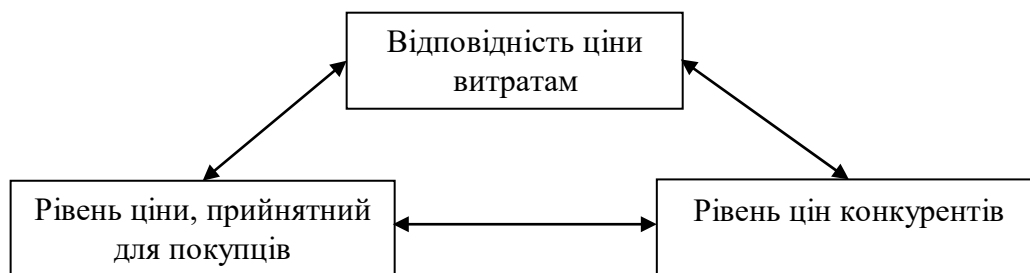 Відповідність ціни
витратам
Рівень ціни, прийнятний
для покупців
Рівень цін конкурентів